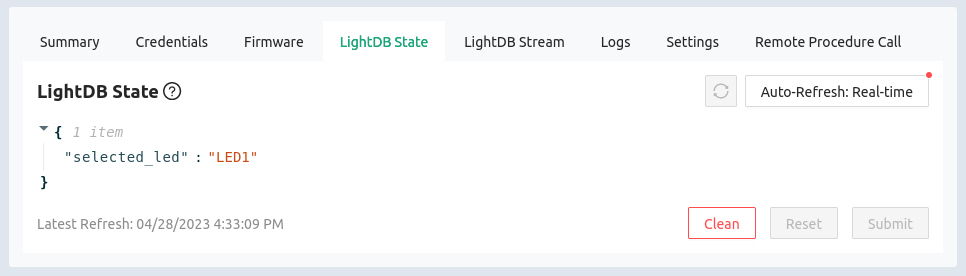 Summary Credentials Firmware LightDB State LightDB Stream Logs Settings Remote Procedure Call
LightDB State ? Auto-Refresh: Real-time
{ 1 item
"selected_led" : "LED1"
}
Latest Refresh: 04/28/2023 4:33:09 PM Clean Reset Submit